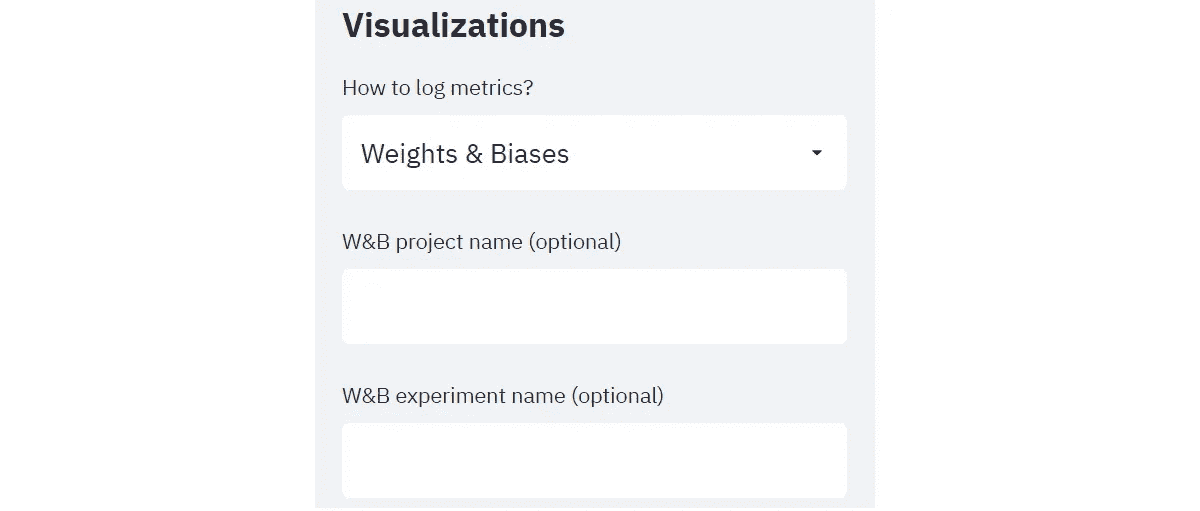 Visualizations
How to log metrics?
Weights & Biases
W&B project name (optional)
W&B experiment name (optional)